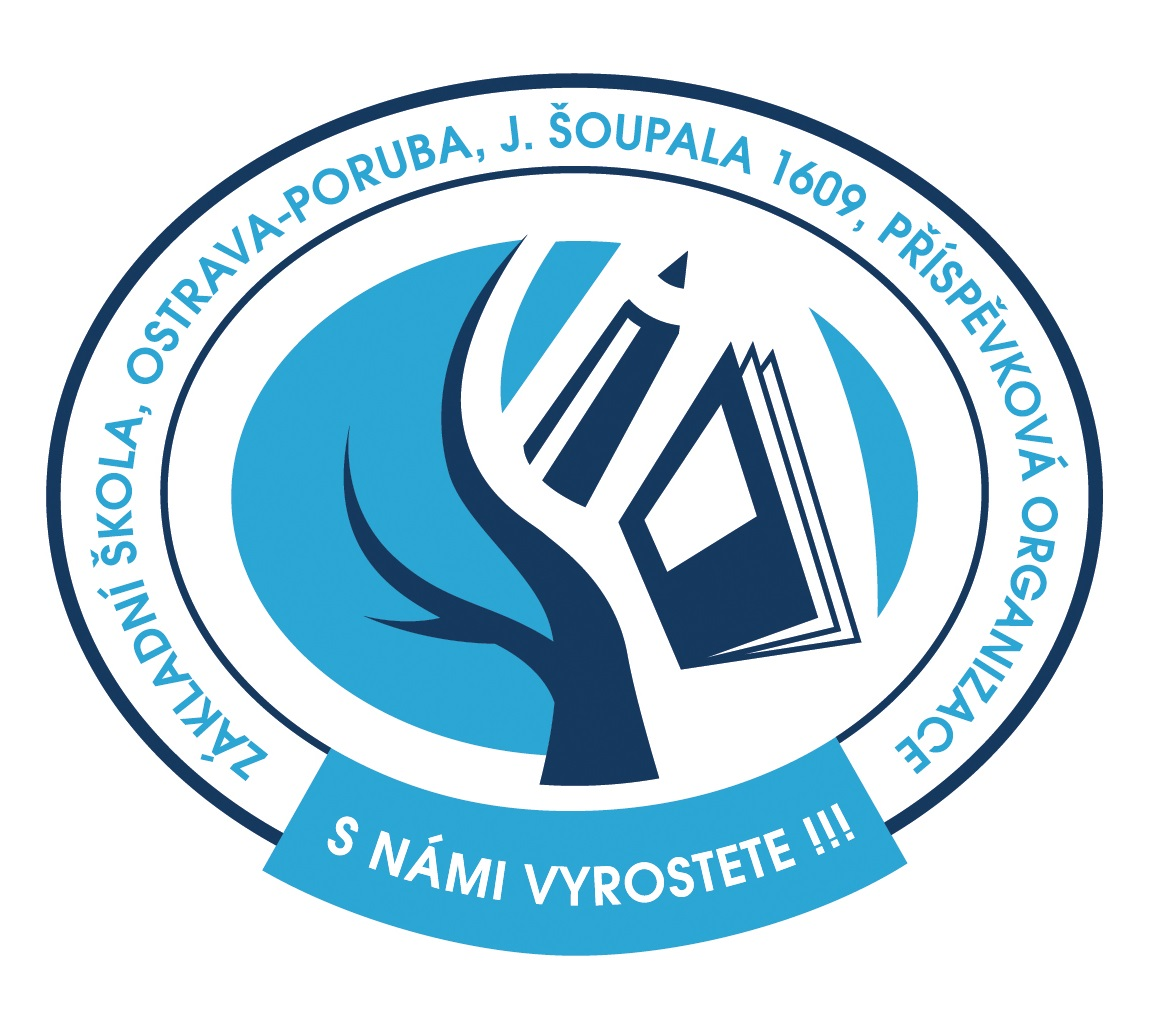 ZÁKLADNÍ ŠKOLA, OSTRAVA-PORUBA, J. ŠOUPALA 1609, PŘÍSPĚVKOVÁ ORGANIZACE
S NÁMI VYROSTETE !!!